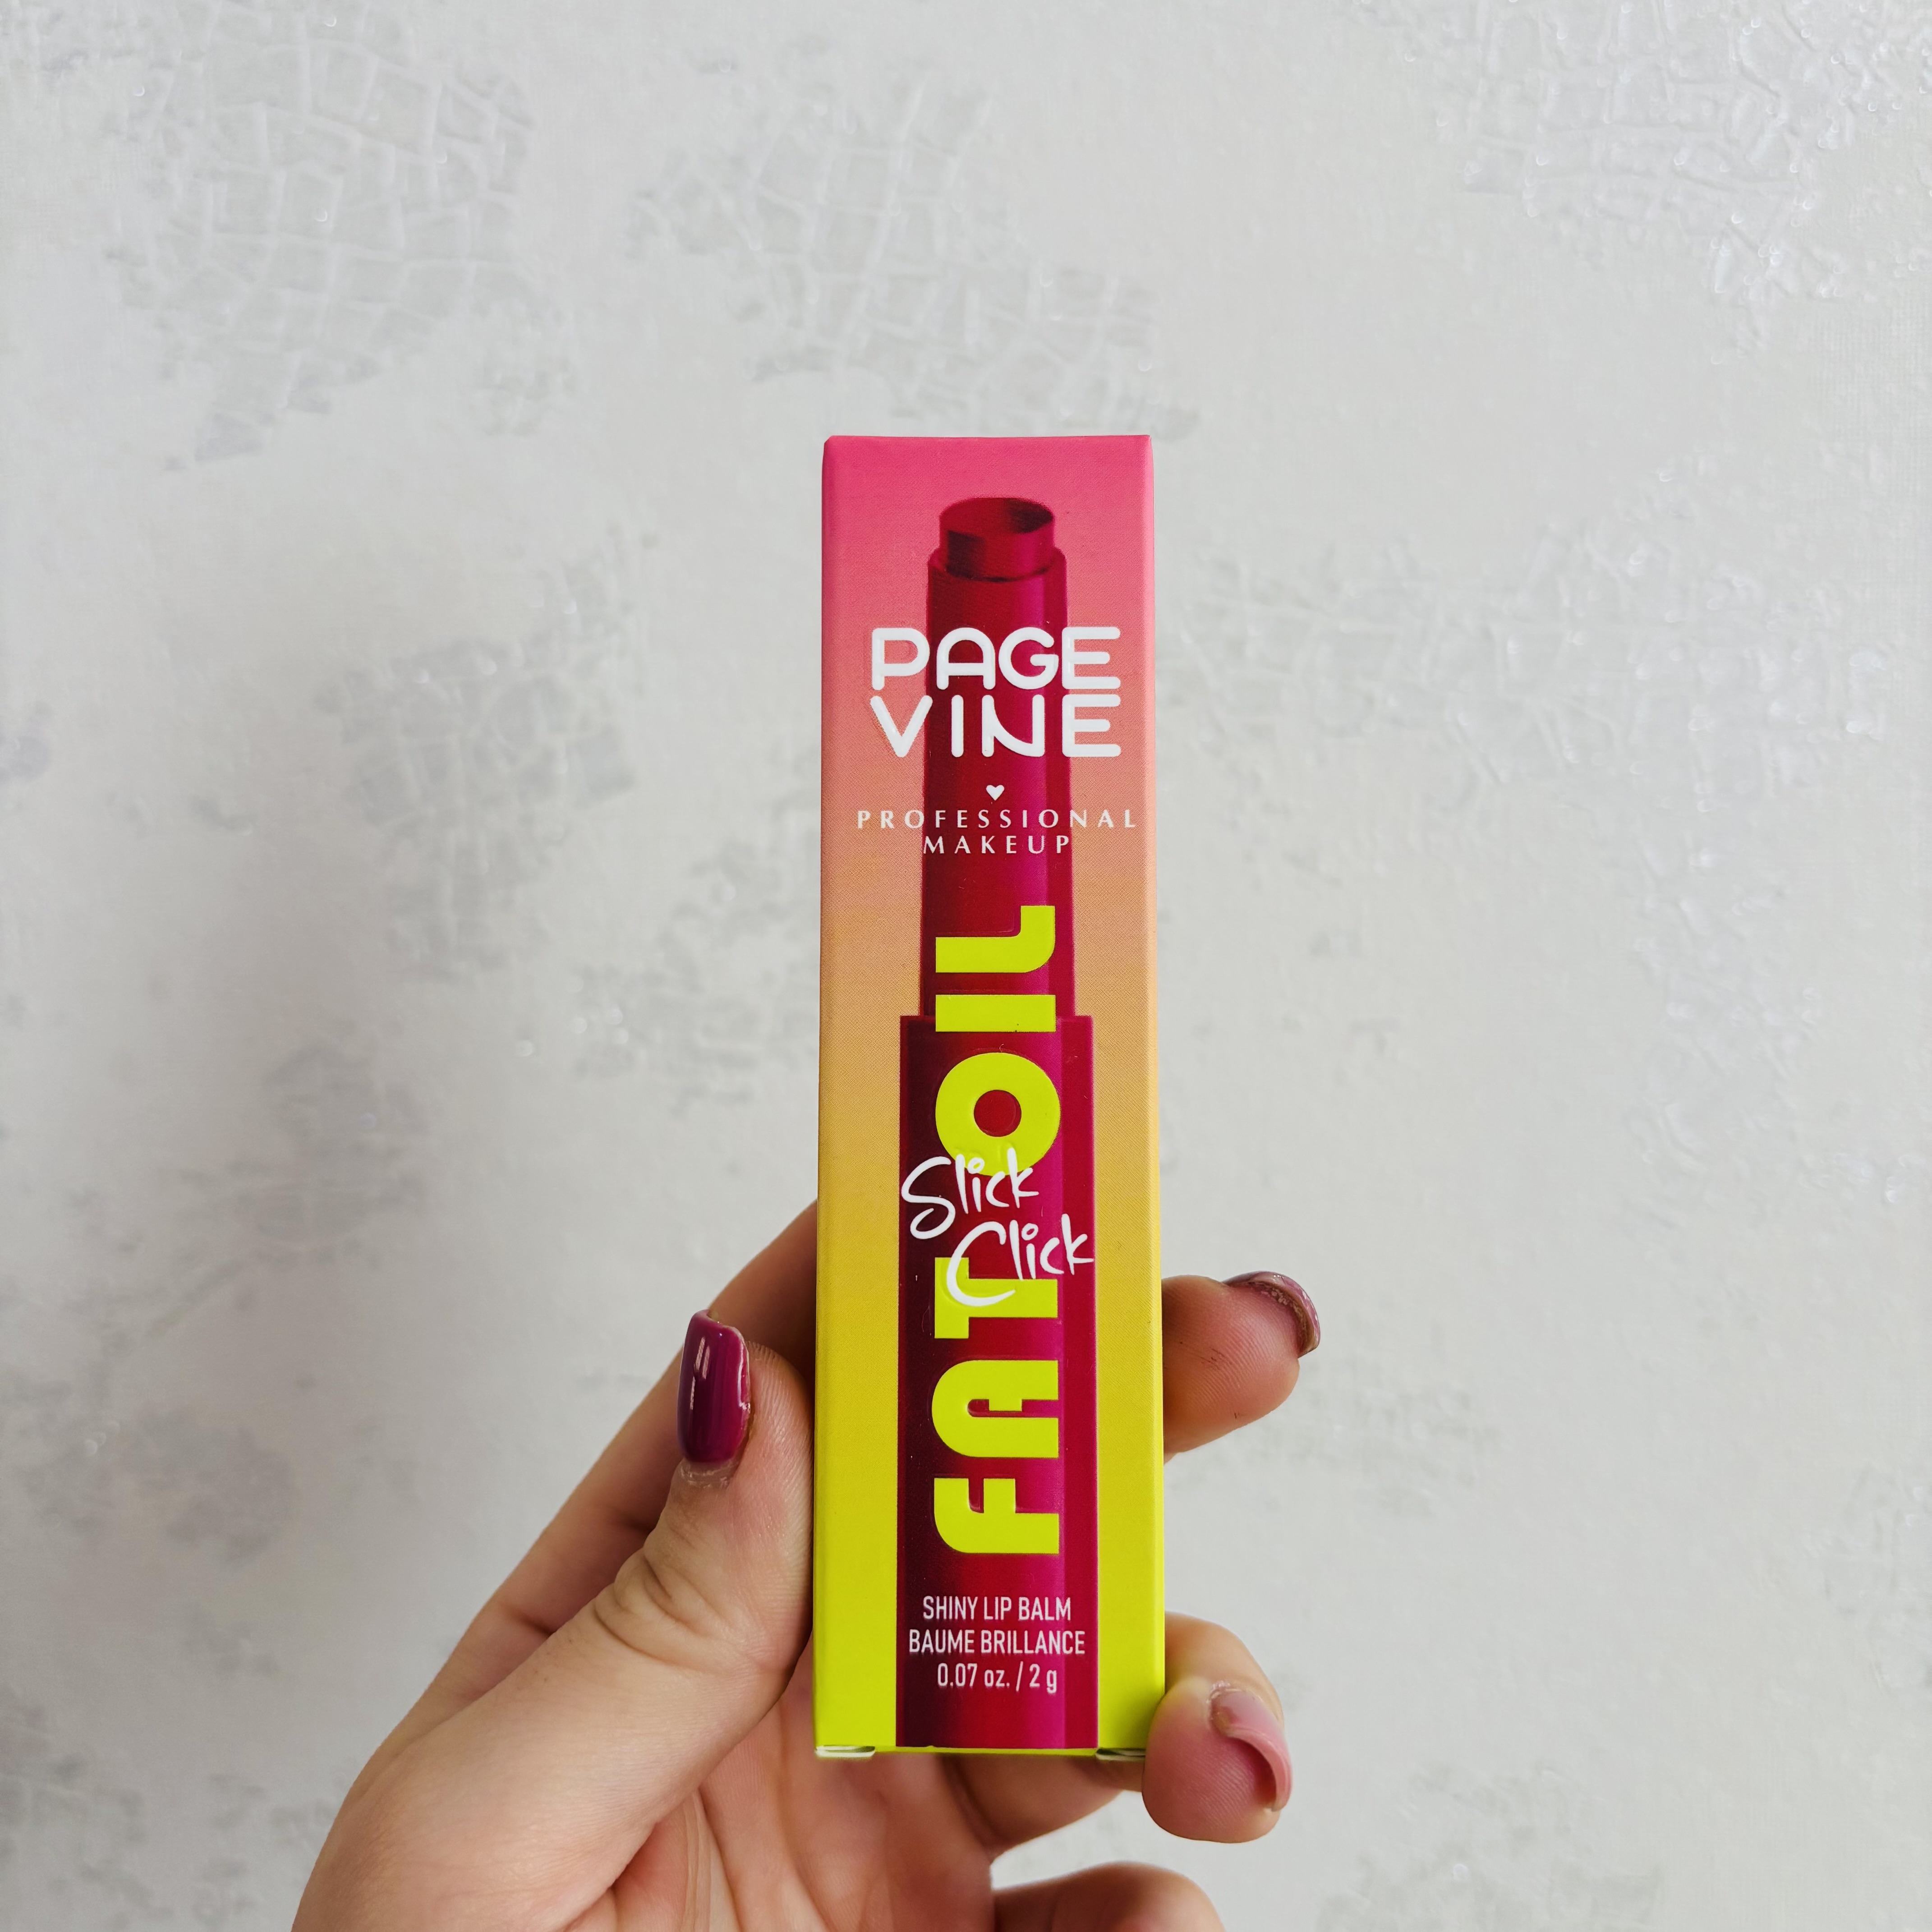 PAGE
VINE
PROFESSIONAL
MAKEUP
FAT OIL
Slick
Click
SHINY LIP BALM
BAUME BRILLANCE
0.07 oz. / 2 g